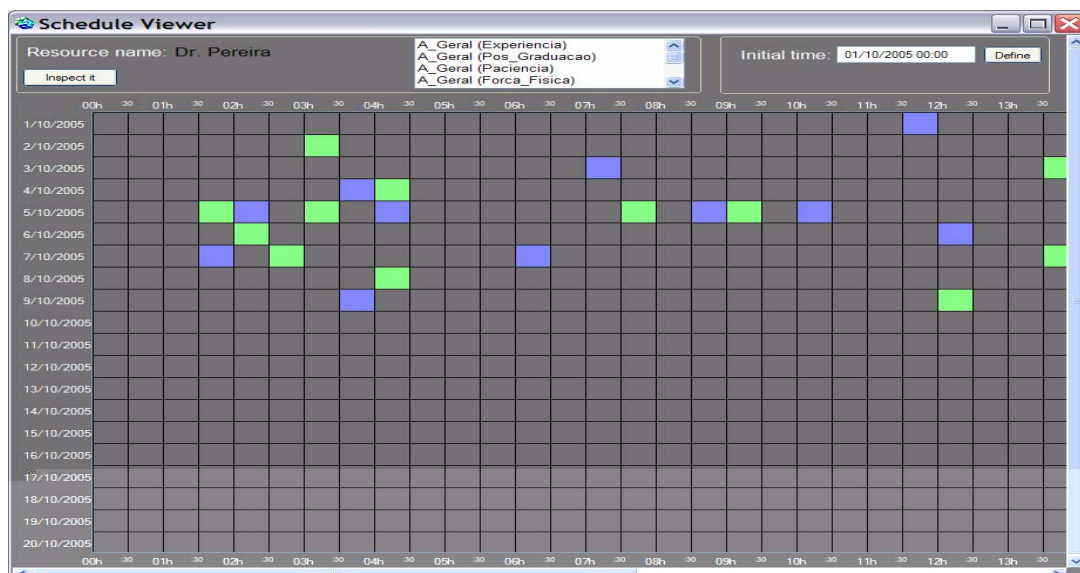 Schedule Viewer
Resource name: Dr. Pereira
Inspect it
A_Geral (Experiencia)
A_Geral (Pos_Graduacao)
A_Geral (Paciencia)
A_Geral (Forca_Fisica)
Initial time: 01/10/2005 00:00 Define
00h :30 01h :30 02h :30 03h :30 04h :30 05h :30 06h :30 07h :30 08h :30 09h :30 10h :30 11h :30 12h :30 13h :30
1/10/2005
2/10/2005
3/10/2005
4/10/2005
5/10/2005
6/10/2005
7/10/2005
8/10/2005
9/10/2005
10/10/2005
11/10/2005
12/10/2005
13/10/2005
14/10/2005
15/10/2005
16/10/2005
17/10/2005
18/10/2005
19/10/2005
20/10/2005
00h :30 01h :30 02h :30 03h :30 04h :30 05h :30 06h :30 07h :30 08h :30 09h :30 10h :30 11h :30 12h :30 13h :30